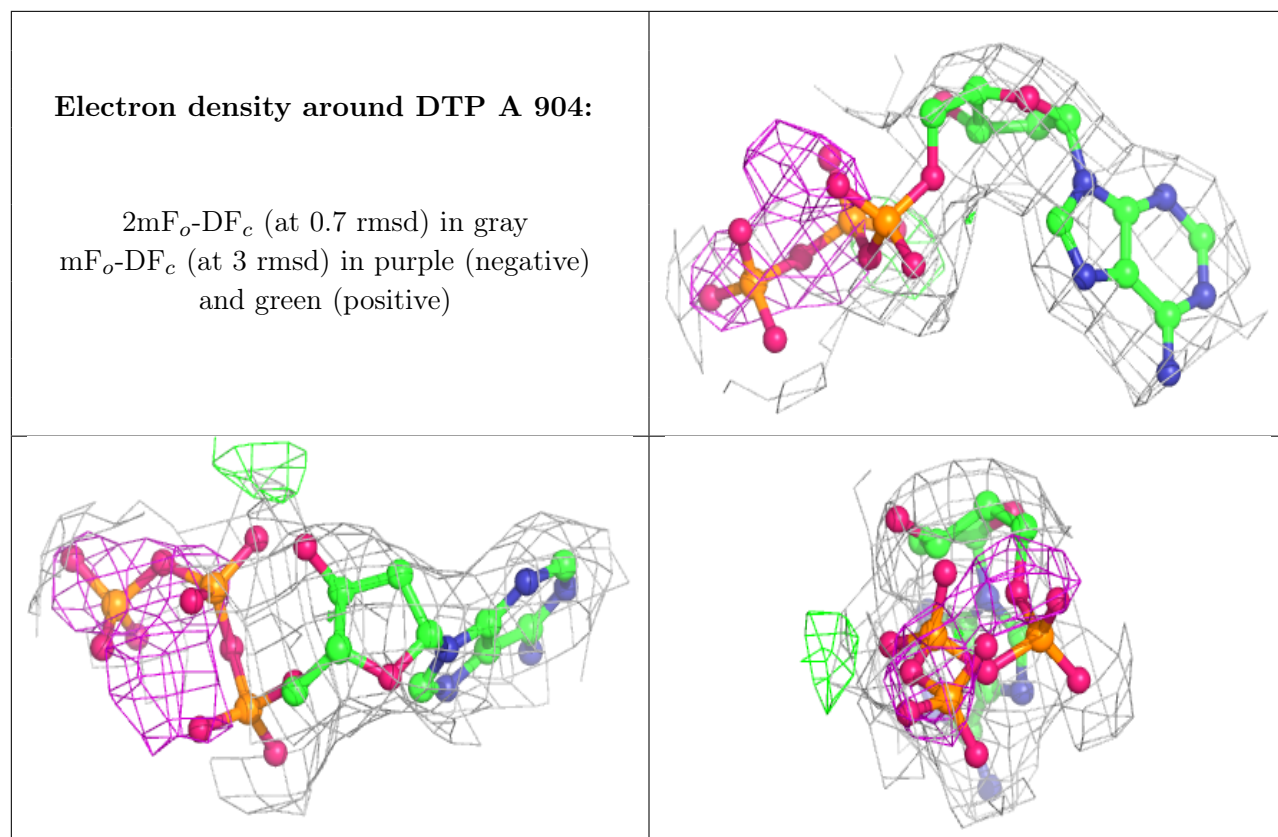 Electron density around DTP A 904:
2mFo-DFc (at 0.7 rmsd) in gray
mFo-DFc (at 3 rmsd) in purple (negative)
and green (positive)